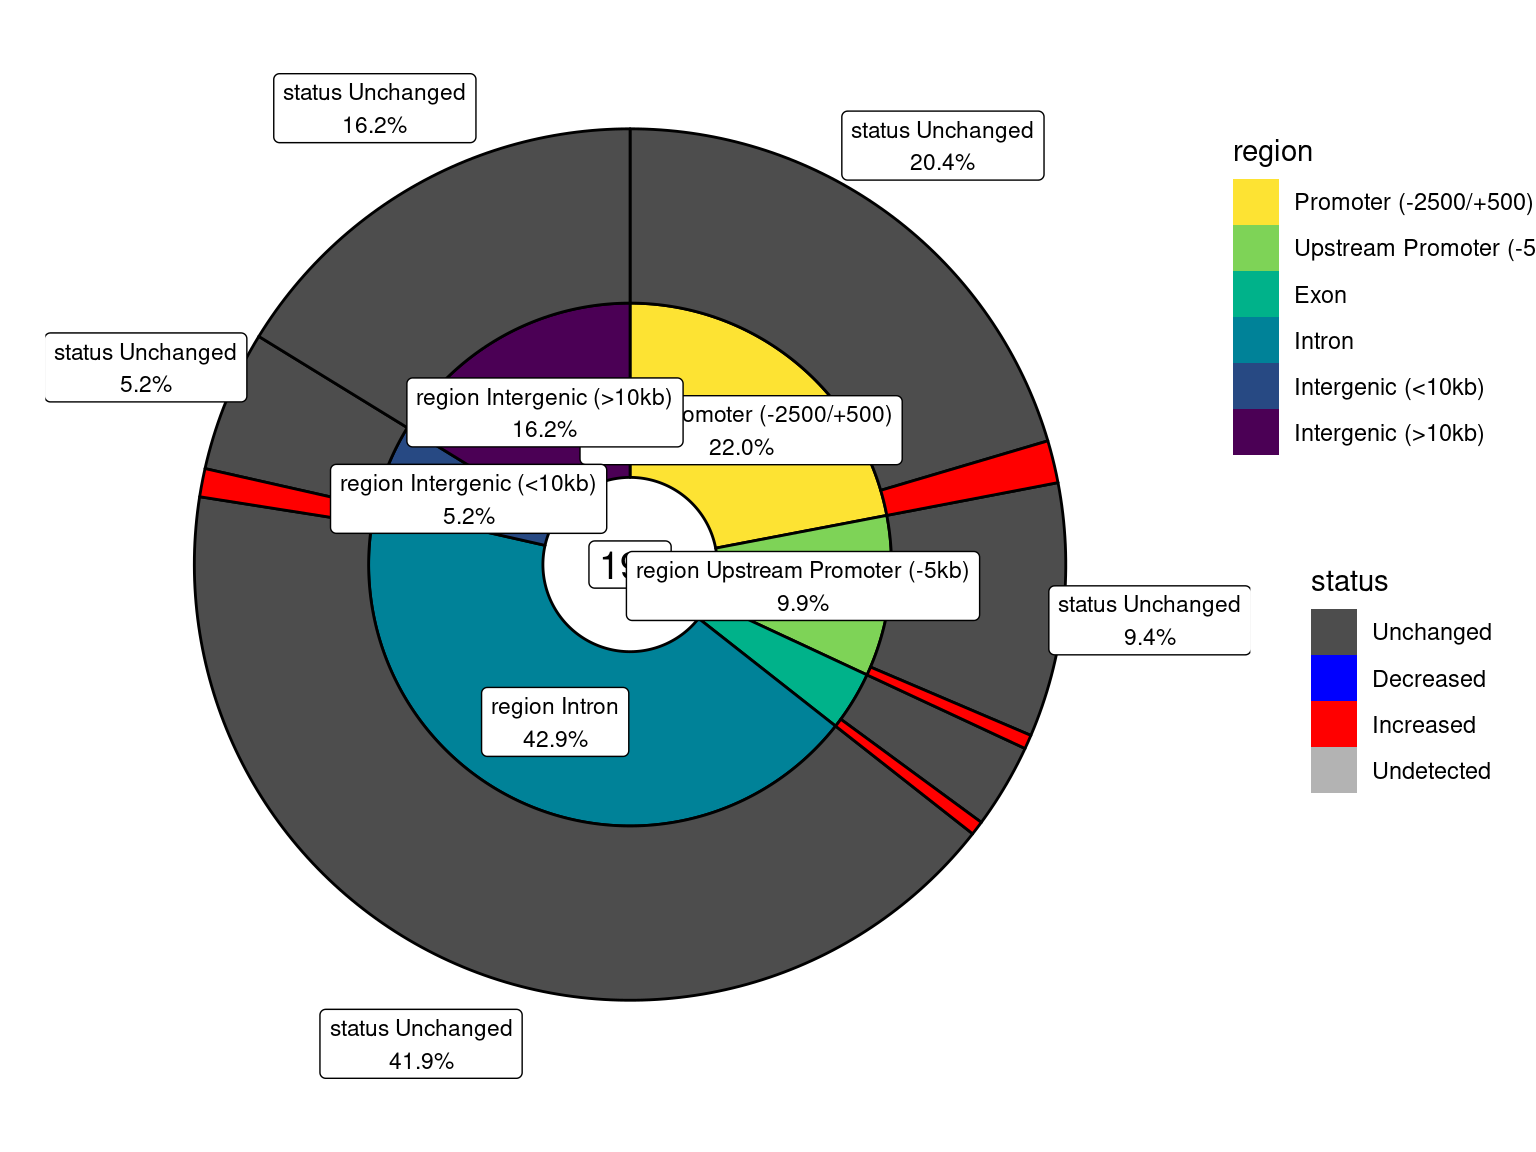 status Unchanged
16.2%
status Unchanged
20.4%
region
Promoter (-2500/+500)
Upstream Promoter (-5
Exon
Intron
Intergenic (<10kb)
Intergenic (>10kb)
status Unchanged
5.2%
region Intergenic (>10kb)
16.2%
(-2500/+500)
22.0%
region Intergenic (<10kb)
5.2%
region Upstream Promoter (-5kb)
9.9%
status Unchanged
9.4%
status
Unchanged
Decreased
Increased
Undetected
region Intron
42.9%
status Unchanged
41.9%